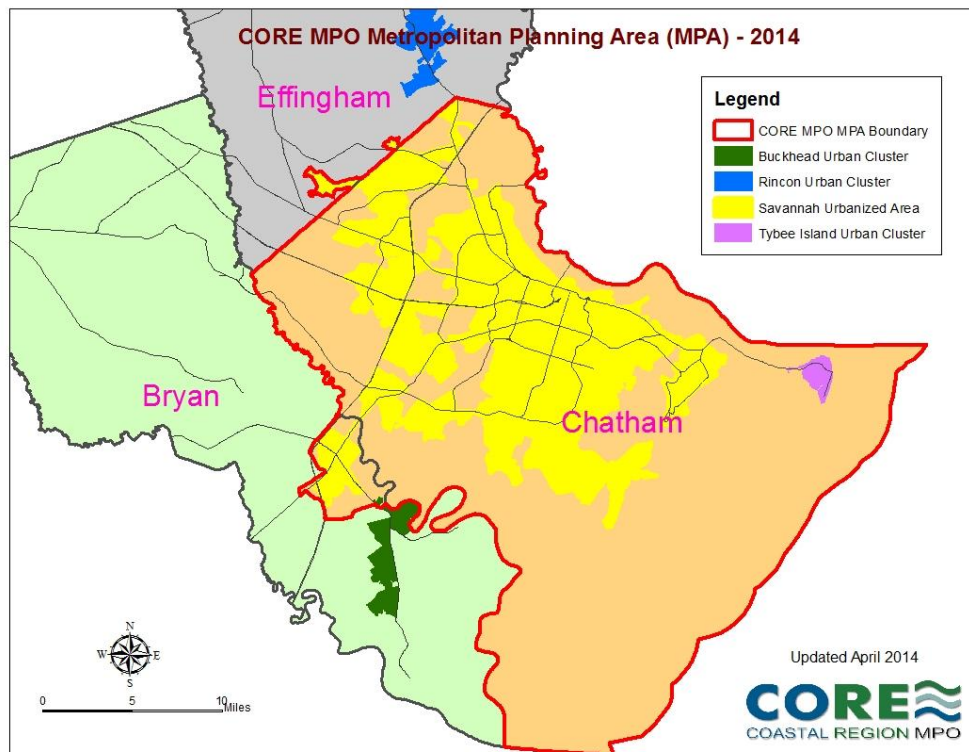 CORE MPO Metropolitan Planning Area (MPA) - 2014
Effingham
Legend
CORE MPO MPA Boundary
Buckhead Urban Cluster
Rincon Urban Cluster
Savannah Urbanized Area
Tybee Island Urban Cluster
Bryan
Chatham
N
W E
S
0 5 10 Miles
Updated April 2014
CORE
COASTAL REGION MPO